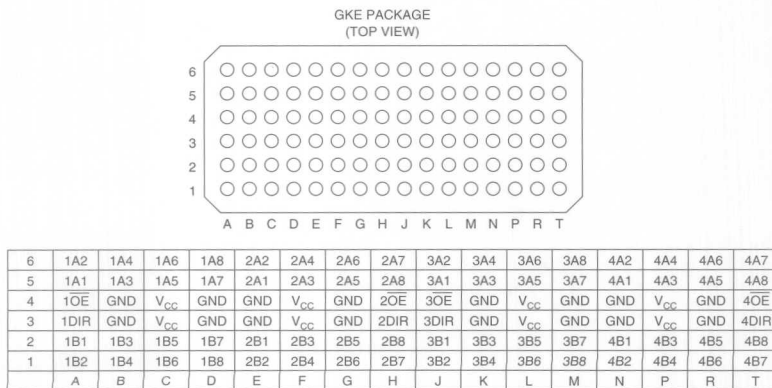 GKE PACKAGE
(TOP VIEW)
6
5
4
3
2
1
A B C D E F G H J K L M N P R T
6 1A2 1A4 1A6 1A8 2A2 2A4 2A6 2A7 3A2 3A4 3A6 3A8 4A2 4A4 4A6 4A7
5 1A1 1A3 1A5 1A7 2A1 2A3 2A5 2A8 3A1 3A3 3A5 3A7 4A1 4A3 4A5 4A8
4 1O̅E̅ GND VCC GND GND VCC GND 2O̅E̅ 3O̅E̅ GND VCC GND GND VCC GND 4O̅E̅
3 1DIR GND VCC GND GND VCC GND 2DIR 3DIR GND VCC GND GND VCC GND 4DIR
2 1B1 1B3 1B5 1B7 2B1 2B3 2B5 2B8 3B1 3B3 3B5 3B7 4B1 4B3 4B5 4B8
1 1B2 1B4 1B6 1B8 2B2 2B4 2B6 2B7 3B2 3B4 3B6 3B8 4B2 4B4 4B6 4B7
A B C D E F G H J K L M N P R T